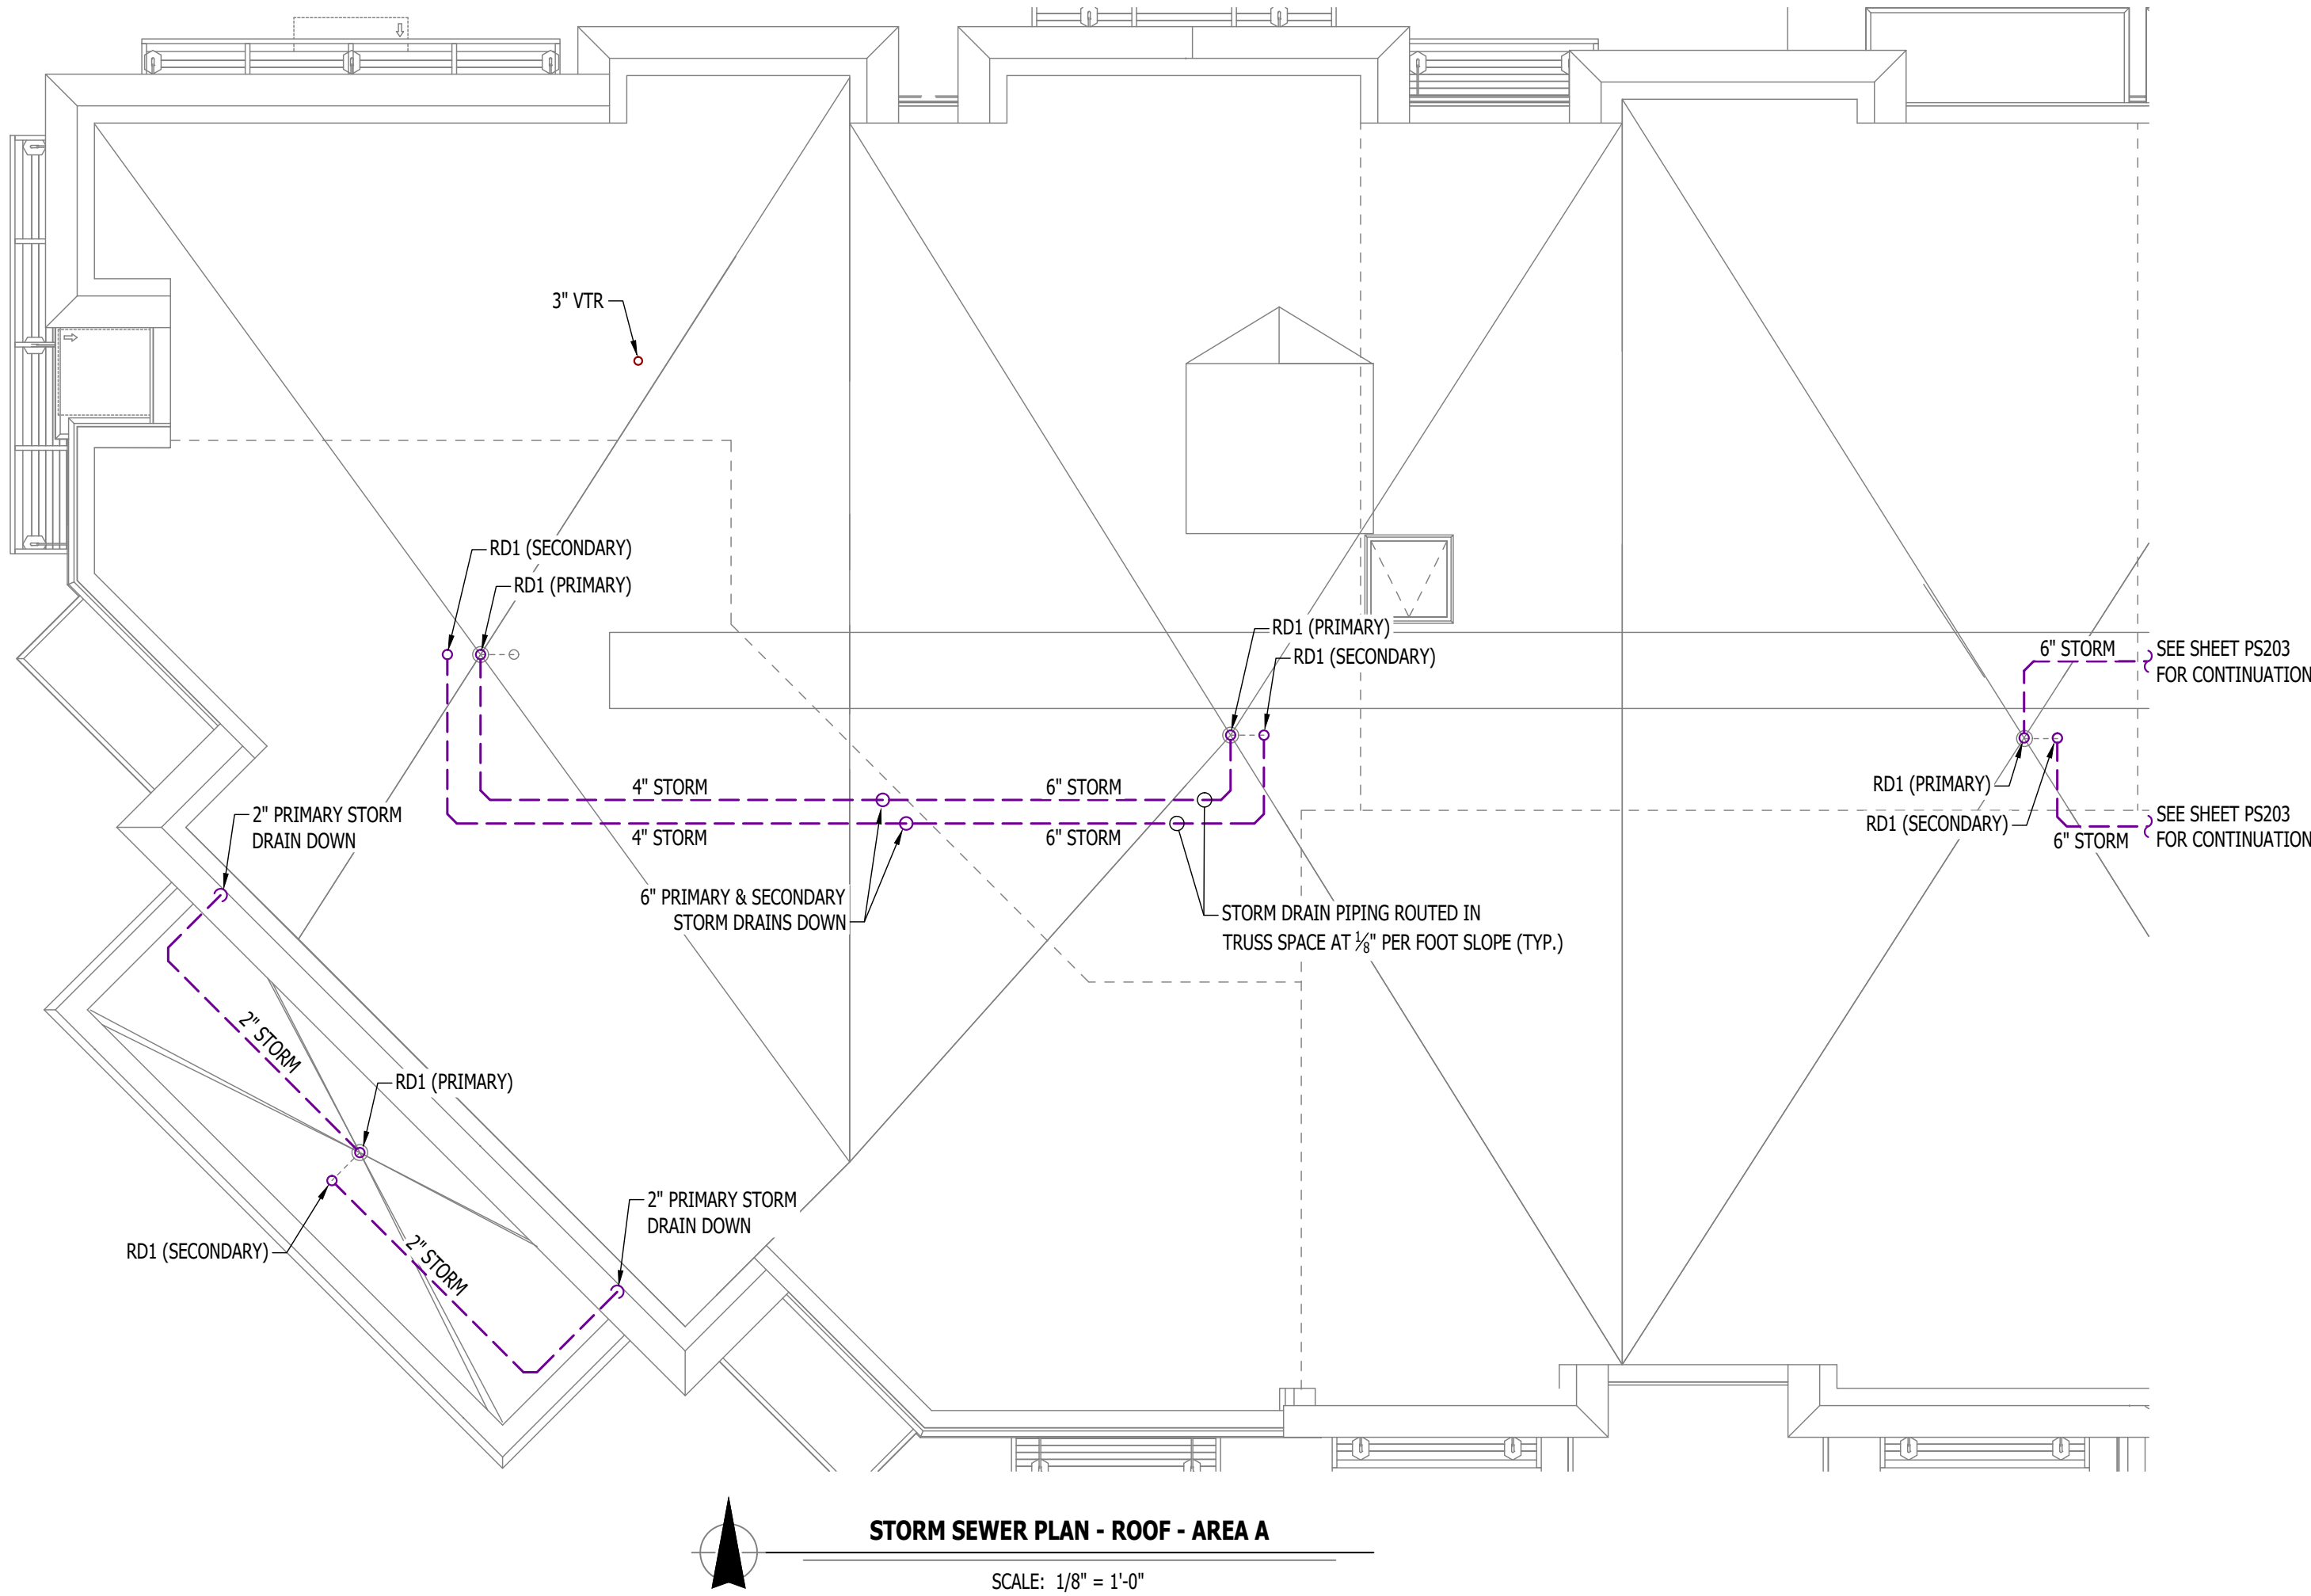 3" VTR
RD1 (SECONDARY)
RD1 (PRIMARY)
RD1 (PRIMARY)
RD1 (SECONDARY)
6" STORM
SEE SHEET PS203
FOR CONTINUATION
4" STORM
6" STORM
RD1 (PRIMARY)
2" PRIMARY STORM
DRAIN DOWN
4" STORM
6" STORM
RD1 (SECONDARY)
6" STORM
SEE SHEET PS203
FOR CONTINUATION
6" PRIMARY & SECONDARY
STORM DRAINS DOWN
STORM DRAIN PIPING ROUTED IN
TRUSS SPACE AT ⅛" PER FOOT SLOPE (TYP.)
2" STORM
RD1 (PRIMARY)
2" PRIMARY STORM
DRAIN DOWN
RD1 (SECONDARY)
2" STORM
STORM SEWER PLAN - ROOF - AREA A
SCALE: 1/8" = 1'-0"